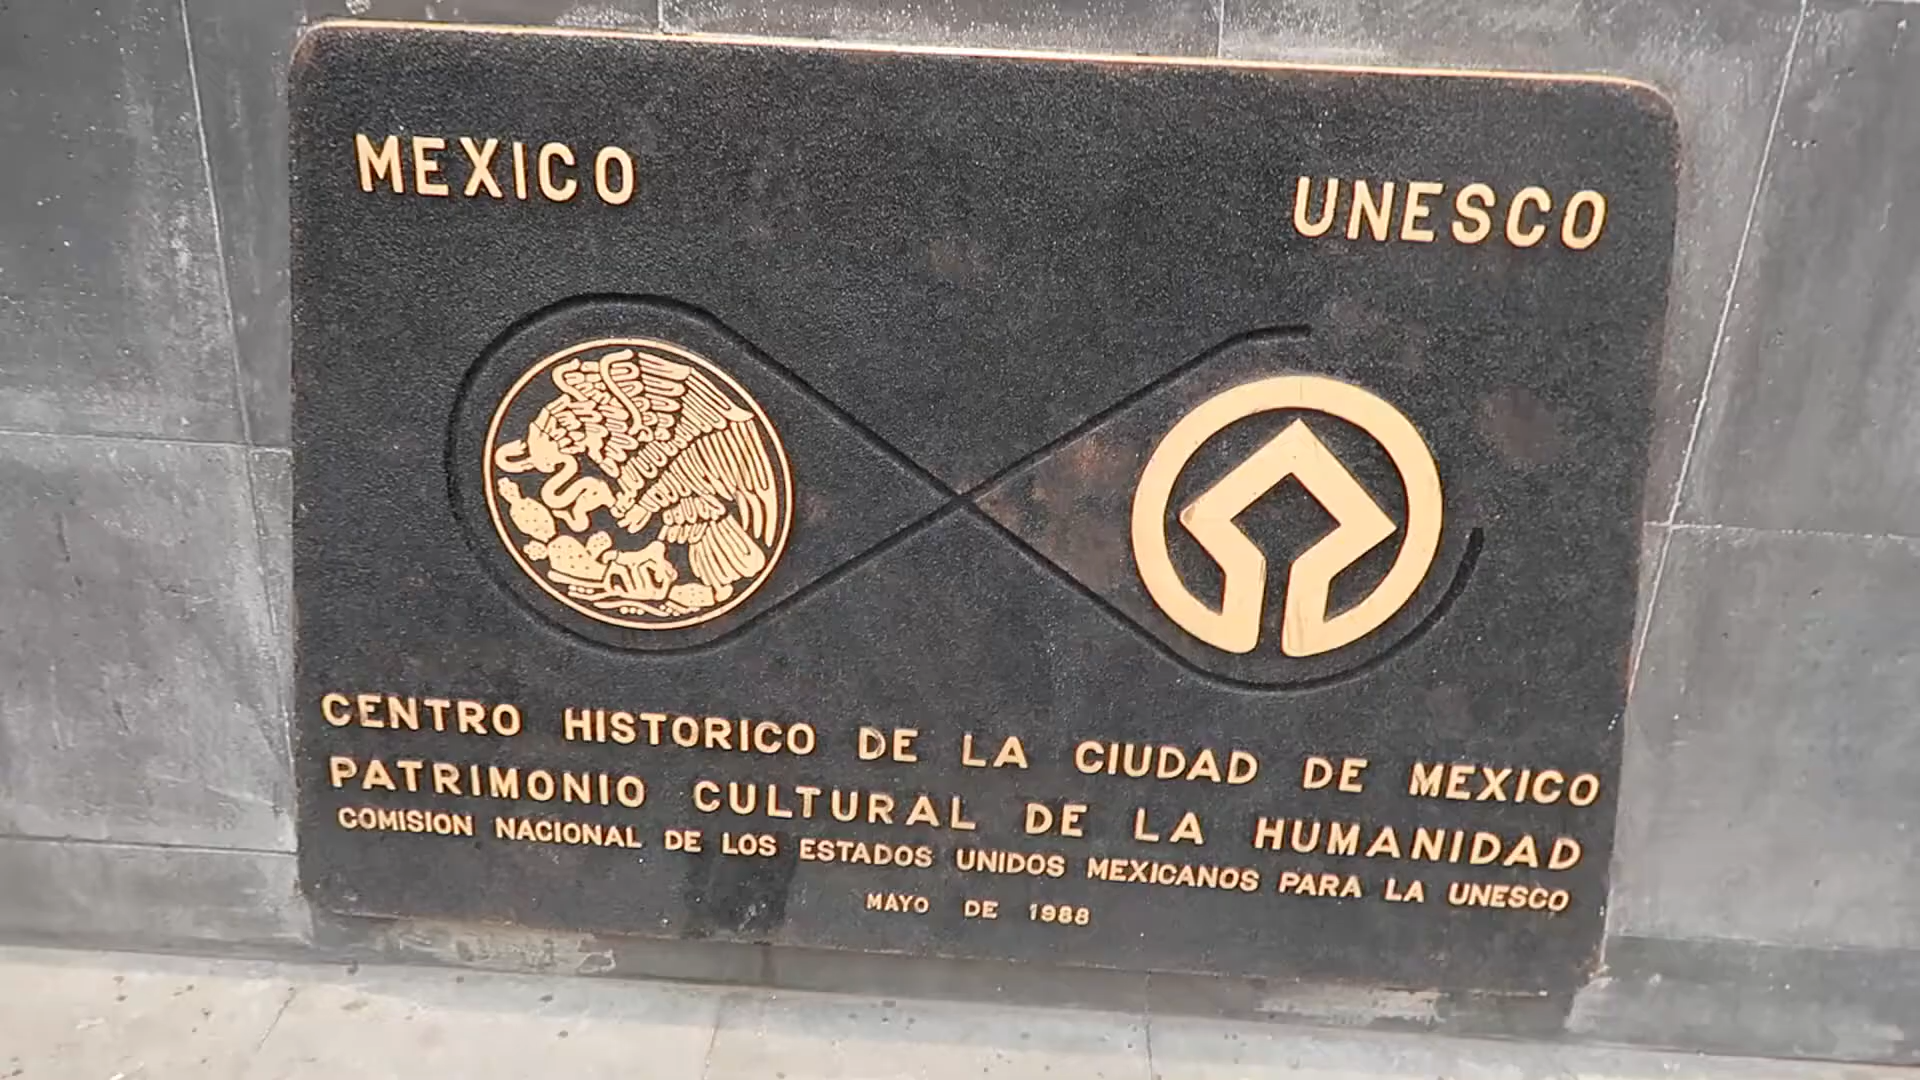 MEXICO
UNESCO
CENTRO HISTORICO DE LA CIUDAD DE MEXICO
PATRIMONIO CULTURAL DE LA HUMANIDAD
COMISION NACIONAL DE LOS ESTADOS UNIDOS MEXICANOS PARA LA UNESCO
MAYO DE 1988